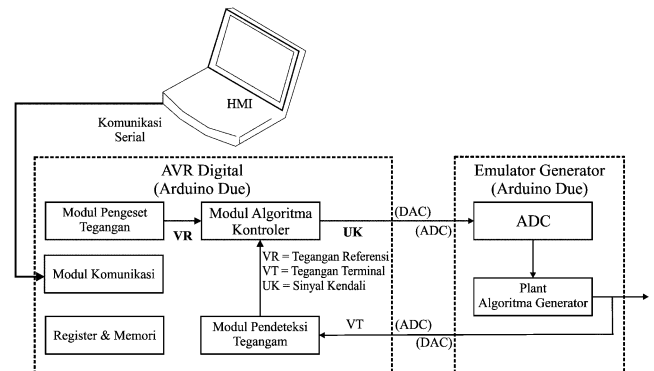 HMI
Komunikasi
Serial
AVR Digital
(Arduino Due)
Emulator Generator
(Arduino Due)
Modul Pengeset
Tegangan
VR
Modul Algoritma
Kontroler
UK
(DAC)
(ADC)
ADC
VR = Tegangan Referensi
VT = Tegangan Terminal
UK = Sinyal Kendali
Modul Komunikasi
Plant
Algoritma Generator
Register & Memori
Modul Pendeteksi
Tegangam
VT
(ADC)
(DAC)